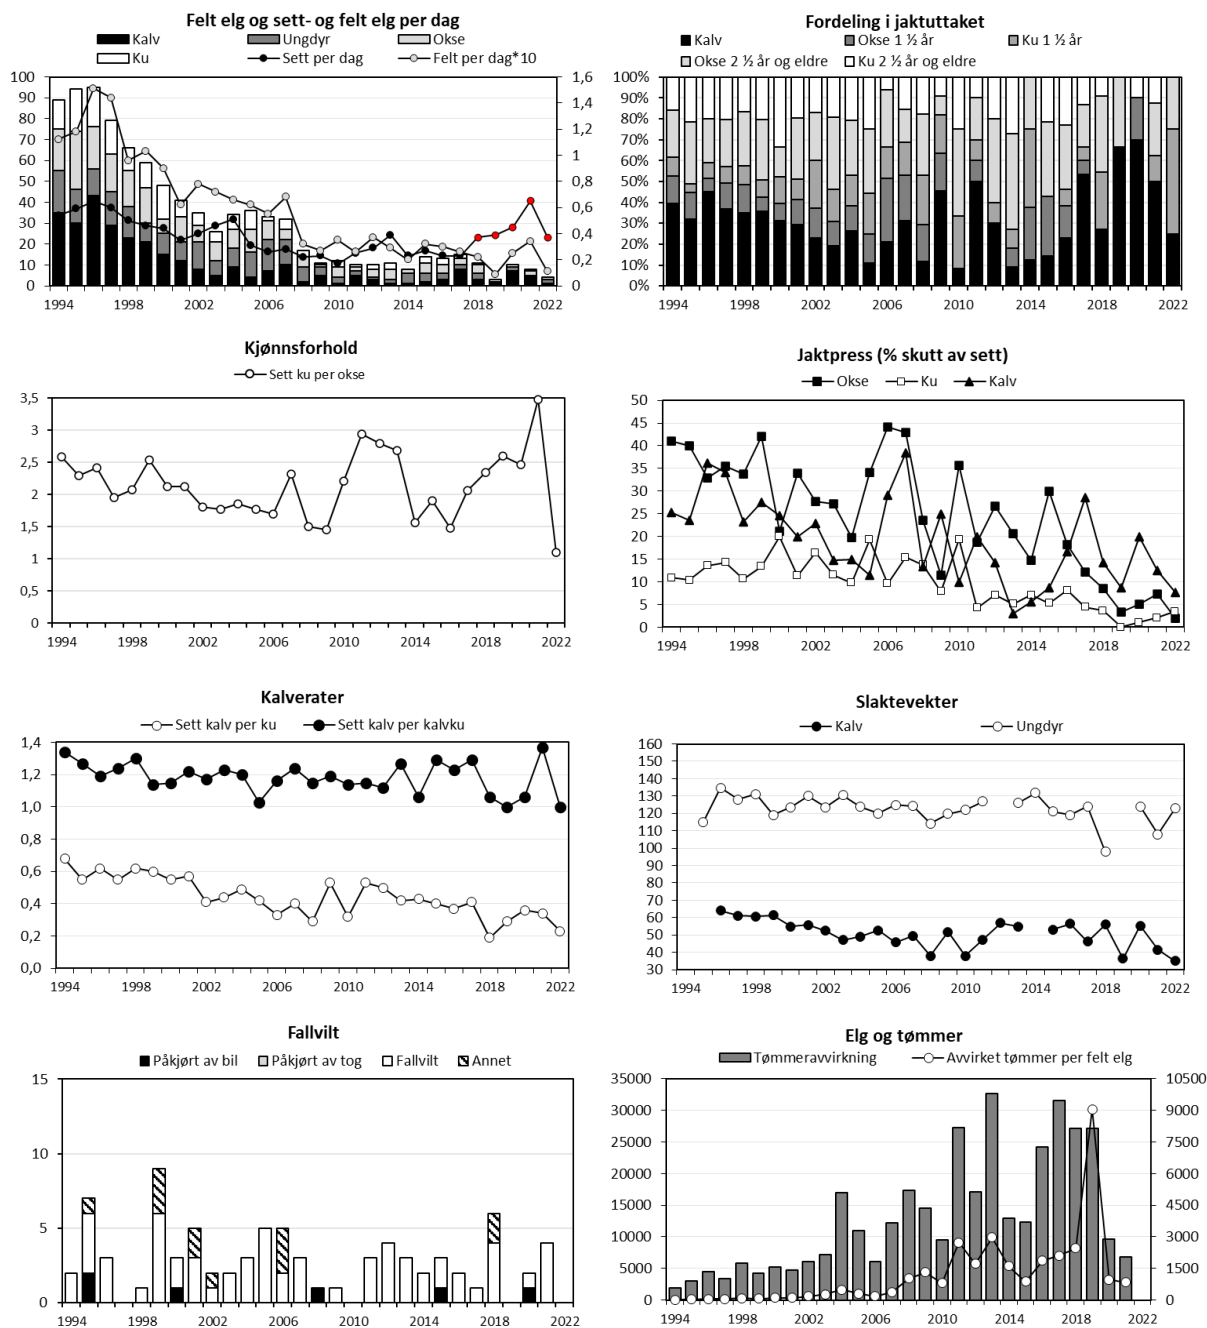 Felt elg og sett- og felt elg per dag
Kalv Ungdyr Okse
Ku Sett per dag Felt per dag*10
100 1,6
90 1,4
80 1,2
70 1
60 0,8
50 0,6
40 0,4
30 0,2
20 0
10
0
1994 1998 2002 2006 2010 2014 2018 2022
Fordeling i jaktuttaket
Kalv Okse 1 ½ år Ku 1 ½ år
Okse 2 ½ år og eldre Ku 2 ½ år og eldre
100%
90%
80%
70%
60%
50%
40%
30%
20%
10%
0%
1994 1998 2002 2006 2010 2014 2018 2022
Kjønnsforhold
Sett ku per okse
3,5
3
2,5
2
1,5
1
0,5
0
1994 1998 2002 2006 2010 2014 2018 2022
Jaktpress (% skutt av sett)
Okse Ku Kalv
50
45
40
35
30
25
20
15
10
5
0
1994 1998 2002 2006 2010 2014 2018 2022
Kalverater
Sett kalv per ku Sett kalv per kalvku
1,4
1,2
1,0
0,8
0,6
0,4
0,2
0,0
1994 1998 2002 2006 2010 2014 2018 2022
Slaktevekter
Kalv Ungdyr
160
150
140
130
120
110
100
90
80
70
60
50
40
30
1994 1998 2002 2006 2010 2014 2018 2022
Fallvilt
Påkjørt av bil Påkjørt av tog Fallvilt Annet
15
10
5
0
1994 1998 2002 2006 2010 2014 2018 2022
Elg og tømmer
Tømmeravvirkning Avvirket tømmer per felt elg
35000 10500
30000 9000
25000 7500
20000 6000
15000 4500
10000 3000
5000 1500
0 0
1994 1998 2002 2006 2010 2014 2018 2022